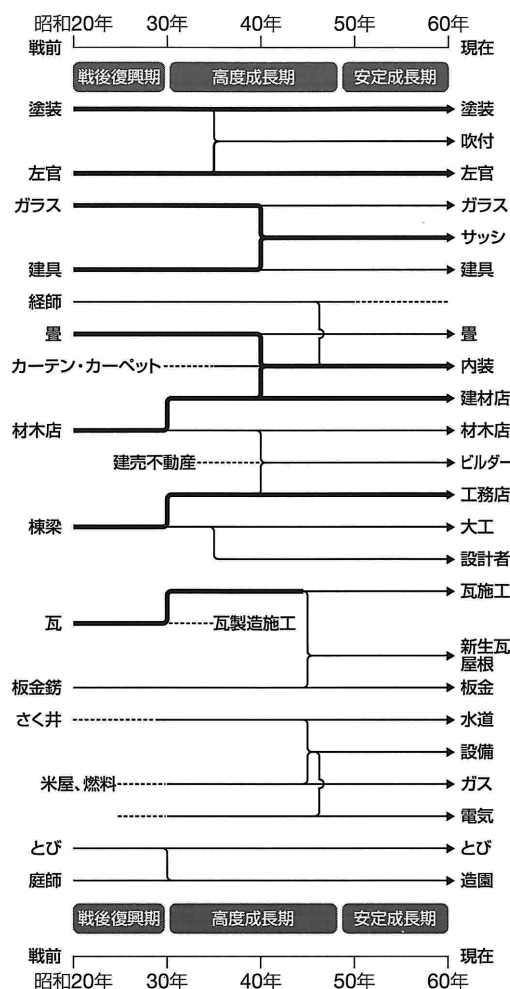 昭和20年 30年 40年 50年 60年
戦前 現在
戦後復興期 高度成長期 安定成長期
塗装 塗装
吹付
左官 左官
ガラス ガラス
サッシ
建具 建具
経師
畳 畳
カーテン・カーペット 内装
建材店
材木店 材木店
建売不動産 ビルダー
工務店
棟梁 大工
設計者
瓦施工
瓦 瓦製造施工
新生瓦
屋根
板金錺 板金
さく井 水道
設備
米屋、燃料 ガス
電気
とび とび
庭師 造園
戦後復興期 高度成長期 安定成長期
戦前 現在
昭和20年 30年 40年 50年 60年